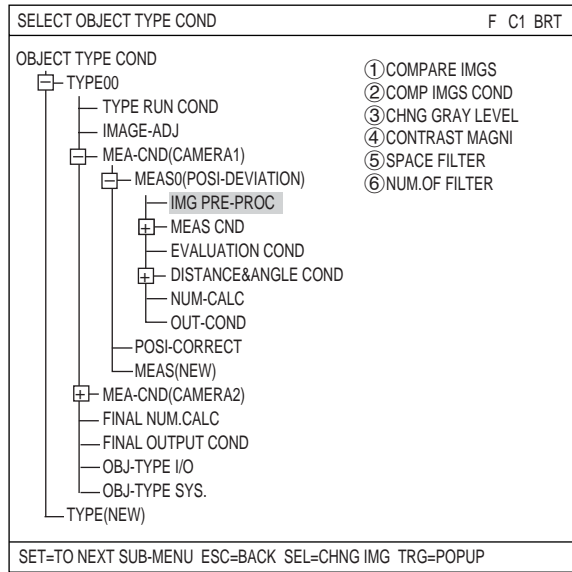 SELECT OBJECT TYPE COND F C1 BRT
OBJECT TYPE COND
TYPE00
TYPE RUN COND
IMAGE-ADJ
MEA-CND(CAMERA1)
MEAS0(POSI-DEVIATION)
IMG PRE-PROC
MEAS CND
EVALUATION COND
DISTANCE&ANGLE COND
NUM-CALC
OUT-COND
POSI-CORRECT
MEAS(NEW)
MEA-CND(CAMERA2)
FINAL NUM.CALC
FINAL OUTPUT COND
OBJ-TYPE I/O
OBJ-TYPE SYS.
TYPE(NEW)
①COMPARE IMGS
②COMP IMGS COND
③CHNG GRAY LEVEL
④CONTRAST MAGNI
⑤SPACE FILTER
⑥NUM.OF FILTER
SET=TO NEXT SUB-MENU ESC=BACK SEL=CHNG IMG TRG=POPUP